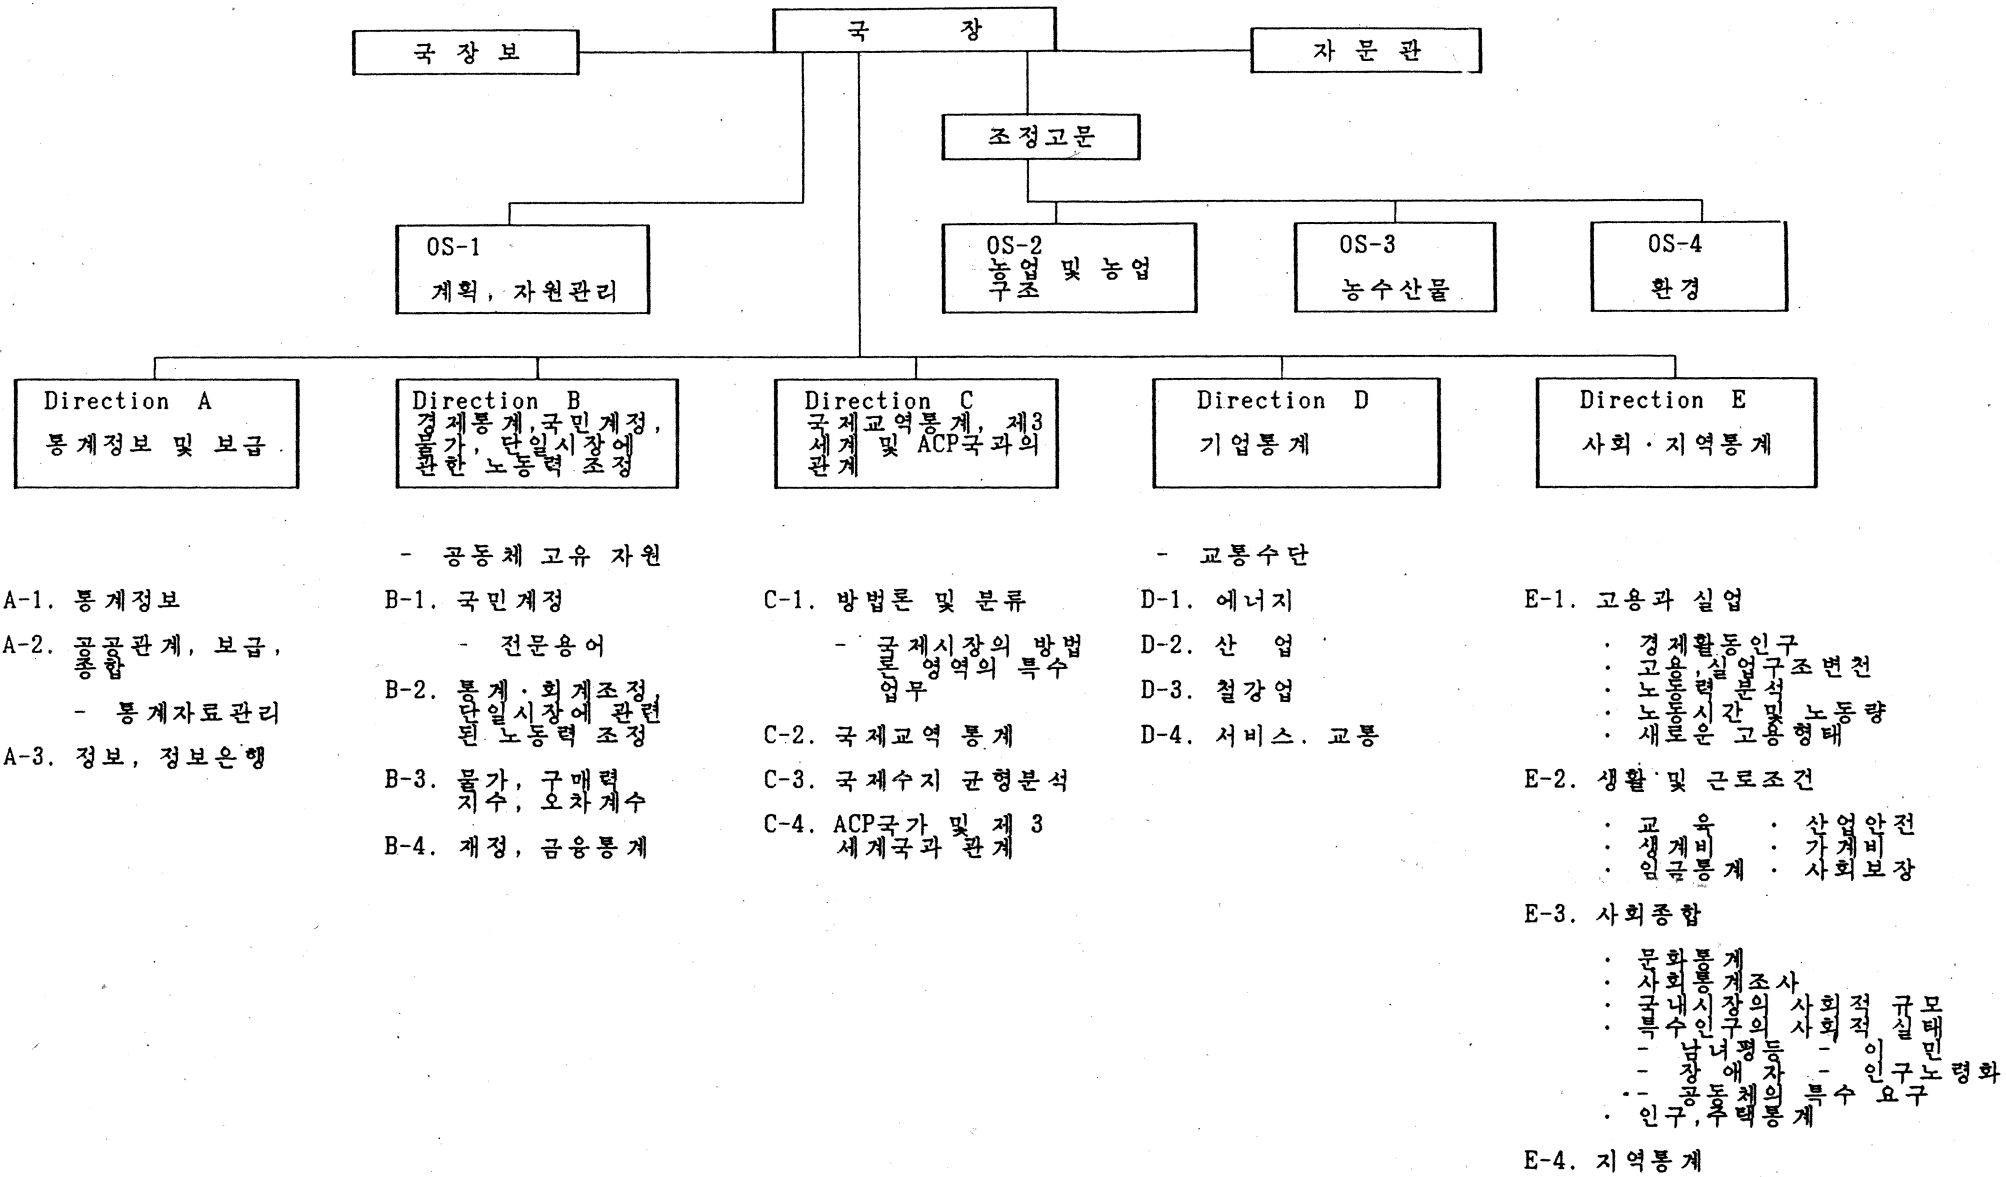 국 장
국 장 보
자 문 관
조정고문
OS-1
계획, 자원관리
OS-2
농업 및 농업
구조
OS-3
농수산물
OS-4
환경
Direction A
통계정보 및 보급
Direction B
경제통계,국민계정,
물가, 단일시장에
관한 노동력 조정
Direction C
국제교역통계, 제3
세계 및 ACP국과의
관계
Direction D
기업통계
Direction E
사회·지역통계
A-1. 통계정보
A-2. 공공관계, 보급,
종합
- 통계자료관리
A-3. 정보, 정보은행
- 공동체 고유 자원
B-1. 국민계정
- 전문용어
B-2. 통계·회계조정,
단일시장에 관련
된 노동력 조정
B-3. 물가, 구매력
지수, 오차계수
B-4. 재정, 금융통계
C-1. 방법론 및 분류
- 국제시장의 방법
론 영역의 특수
업무
C-2. 국제교역 통계
C-3. 국제수지 균형분석
C-4. ACP국가 및 제 3
세계국과 관계
- 교통수단
D-1. 에너지
D-2. 산 업
D-3. 철강업
D-4. 서비스. 교통
E-1. 고용과 실업
· 경제활동인구
· 고용,실업구조변천
· 노동력 분석
· 노동시간 및 노동량
· 새로운 고용형태
E-2. 생활 및 근로조건
· 교 육 · 산업안전
· 생계비 · 가계비
· 임금통계 · 사회보장
E-3. 사회종합
· 문화통계
· 사회통계조사
· 국내시장의 사회적 규모
· 특수인구의 사회적 실태
- 남녀평등 - 이 민
- 장 애 자 - 인구노령화
- 공동체의 특수 요구
· 인구,주택통계
E-4. 지역통계